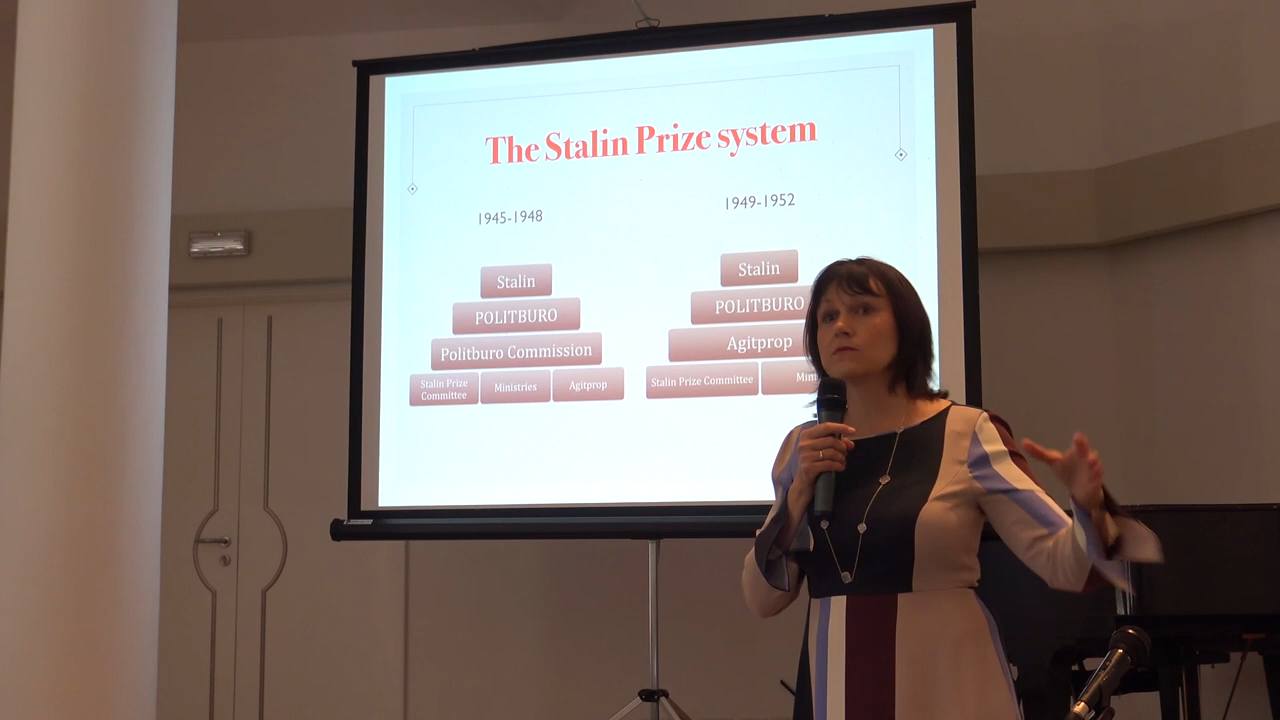 The Stalin Prize system
1945-1948
Stalin
POLITBURO
Politburo Commission
Stalin Prize
Committee
Ministries
Agitprop
1949-1952
Stalin
POLITBURO
Agitprop
Stalin Prize Committee